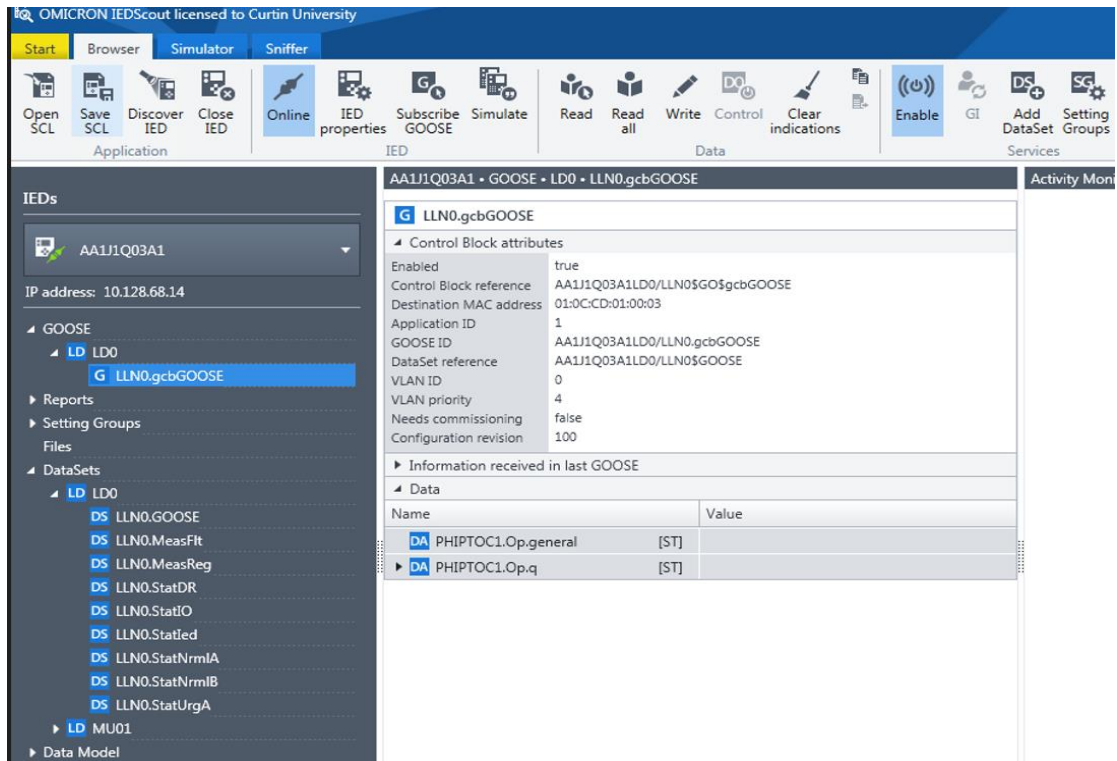 OMICRON IEDScout licensed to Curtin University
Start Browser Simulator Sniffer
Open SCL Save SCL Discover IED Close IED Online IED properties Subscribe GOOSE Simulate Read Read all Write Control Clear indications Enable GI Add DataSet Setting Groups
Application IED Data Services
IEDs
AA1J1Q03A1
IP address: 10.128.68.14
GOOSE
LD LD0
G LLN0.gcbGOOSE
Reports
Setting Groups
Files
DataSets
LD LD0
DS LLN0.GOOSE
DS LLN0.MeasFlt
DS LLN0.MeasReg
DS LLN0.StatDR
DS LLN0.StatIO
DS LLN0.StatIed
DS LLN0.StatNrmlA
DS LLN0.StatNrmlB
DS LLN0.StatUrgA
LD MU01
Data Model
AA1J1Q03A1 • GOOSE • LD0 • LLN0.gcbGOOSE
G LLN0.gcbGOOSE
Control Block attributes
Enabled true
Control Block reference AA1J1Q03A1LD0/LLN0$GO$gcbGOOSE
Destination MAC address 01:0C:CD:01:00:03
Application ID 1
GOOSE ID AA1J1Q03A1LD0/LLN0.gcbGOOSE
DataSet reference AA1J1Q03A1LD0/LLN0$GOOSE
VLAN ID 0
VLAN priority 4
Needs commissioning false
Configuration revision 100
Information received in last GOOSE
Data
Name Value
DA PHIPTOC1.Op.general [ST]
DA PHIPTOC1.Op.q [ST]
Activity Moni